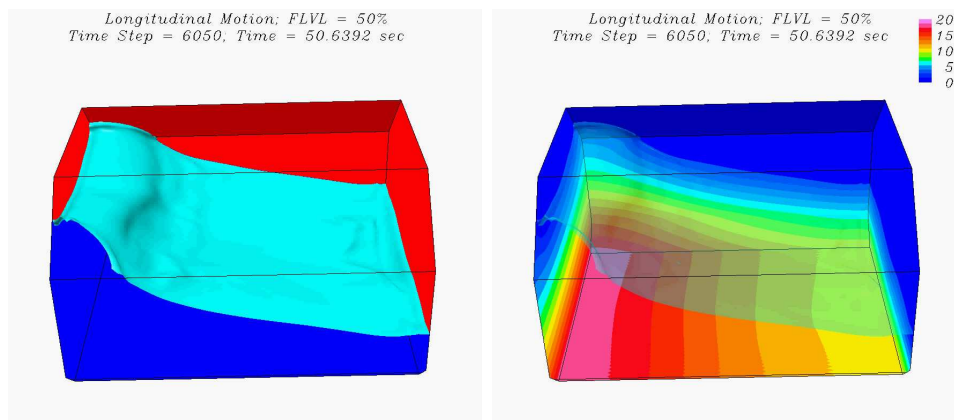 Longitudinal Motion; FLVL = 50%
Time Step = 6050; Time = 50.6392 sec
Longitudinal Motion; FLVL = 50%
Time Step = 6050; Time = 50.6392 sec
20
15
10
5
0